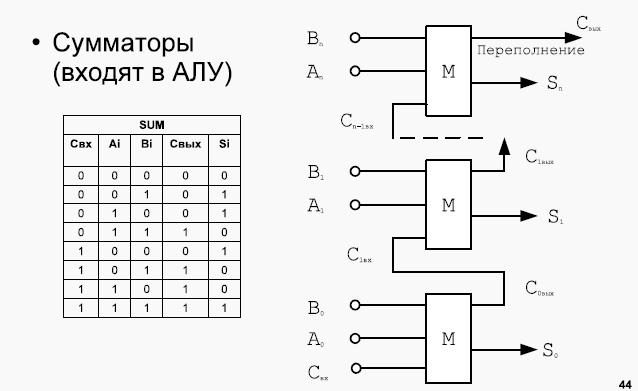 • Сумматоры
(входят в АЛУ)
SUM
Cвх Ai Bi Cвых Si
0 0 0 0 0
0 0 1 0 1
0 1 0 0 1
0 1 1 1 0
1 0 0 0 1
1 0 1 1 0
1 1 0 1 0
1 1 1 1 1
Bn
An
M
Cвых
Переполнение
Sn
Cn-1вх
C1вых
B1
A1
M
S1
C1вх
C0вых
B0
A0
Cвх
M
S0
44